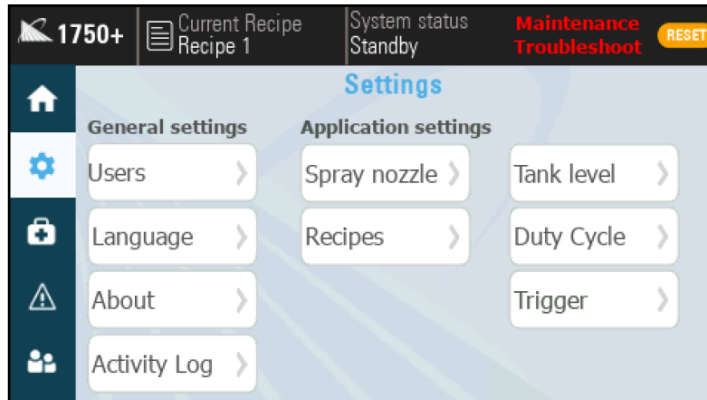 1750+
Current Recipe
Recipe 1
System status
Standby
Maintenance
Troubleshoot
RESET
Settings
General settings
Application settings
Users
Spray nozzle
Tank level
Language
Recipes
Duty Cycle
About
Trigger
Activity Log